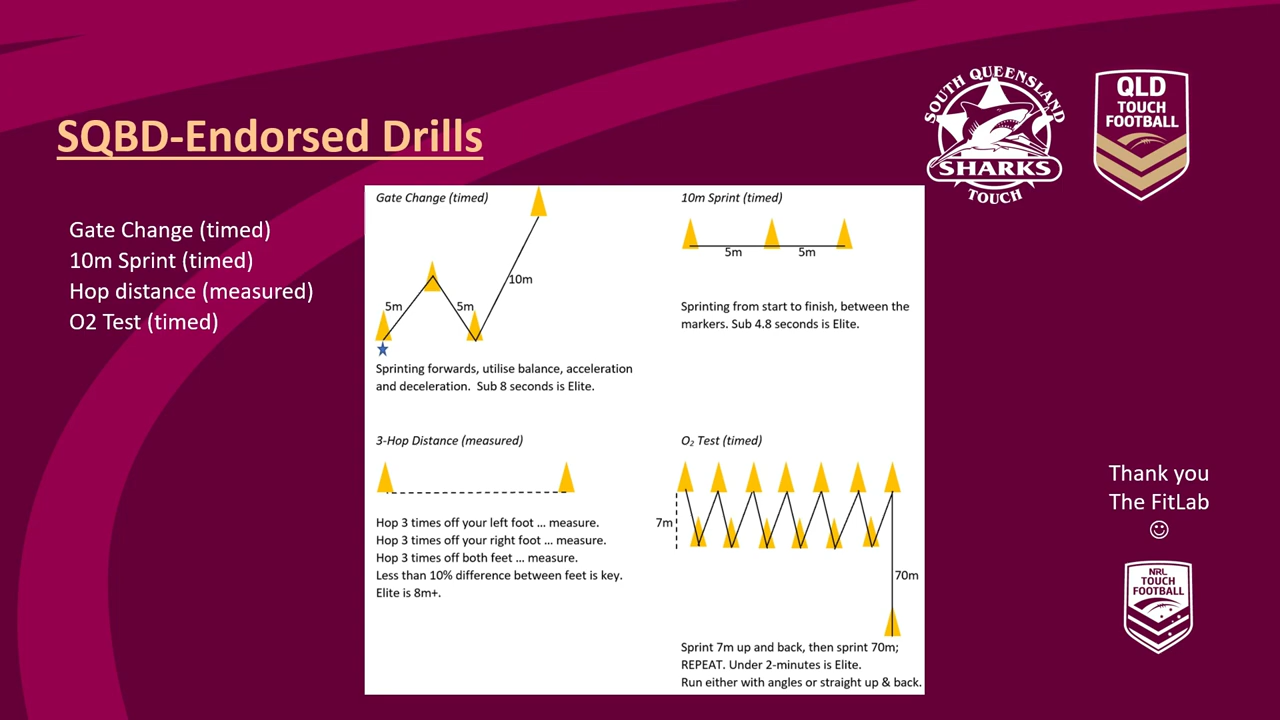 SQBD-Endorsed Drills
SOUTH QUEENSLAND
SHARKS
TOUCH
QLD
TOUCH
FOOTBALL
Gate Change (timed)
10m Sprint (timed)
Hop distance (measured)
O2 Test (timed)
Gate Change (timed)
5m
5m
10m
Sprinting forwards, utilise balance, acceleration
and deceleration. Sub 8 seconds is Elite.
10m Sprint (timed)
5m
5m
Sprinting from start to finish, between the
markers. Sub 4.8 seconds is Elite.
3-Hop Distance (measured)
Hop 3 times off your left foot … measure.
Hop 3 times off your right foot … measure.
Hop 3 times off both feet … measure.
Less than 10% difference between feet is key.
Elite is 8m+.
O₂ Test (timed)
7m
70m
Sprint 7m up and back, then sprint 70m;
REPEAT. Under 2-minutes is Elite.
Run either with angles or straight up & back.
Thank you
The FitLab
☺
NRL
TOUCH
FOOTBALL